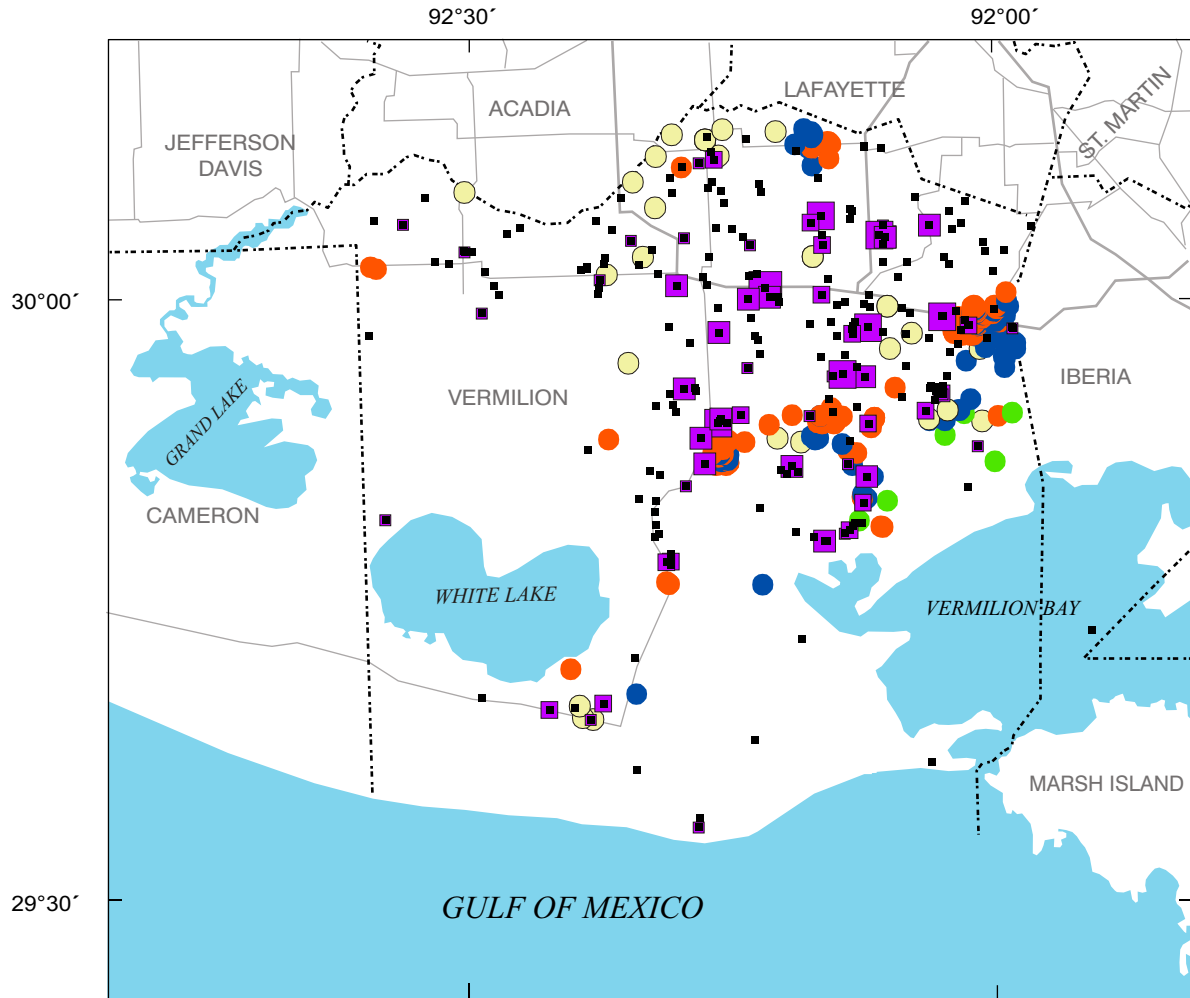 92°30´
92°00´
LAFAYETTE
ACADIA
ST. MARTIN
JEFFERSON
DAVIS
30°00´
IBERIA
VERMILION
GRAND LAKE
CAMERON
WHITE LAKE
VERMILION BAY
MARSH ISLAND
29°30´
GULF OF MEXICO